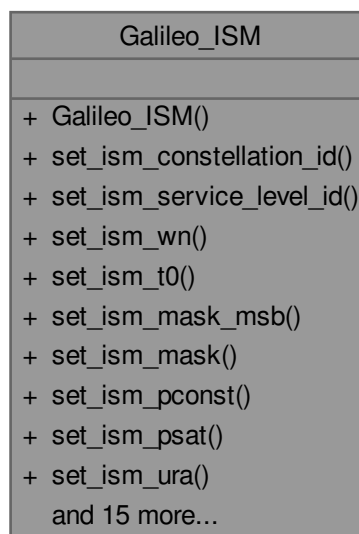 Galileo_ISM
+ Galileo_ISM()
+ set_ism_constellation_id()
+ set_ism_service_level_id()
+ set_ism_wn()
+ set_ism_t0()
+ set_ism_mask_msb()
+ set_ism_mask()
+ set_ism_pconst()
+ set_ism_psat()
+ set_ism_ura()
and 15 more...